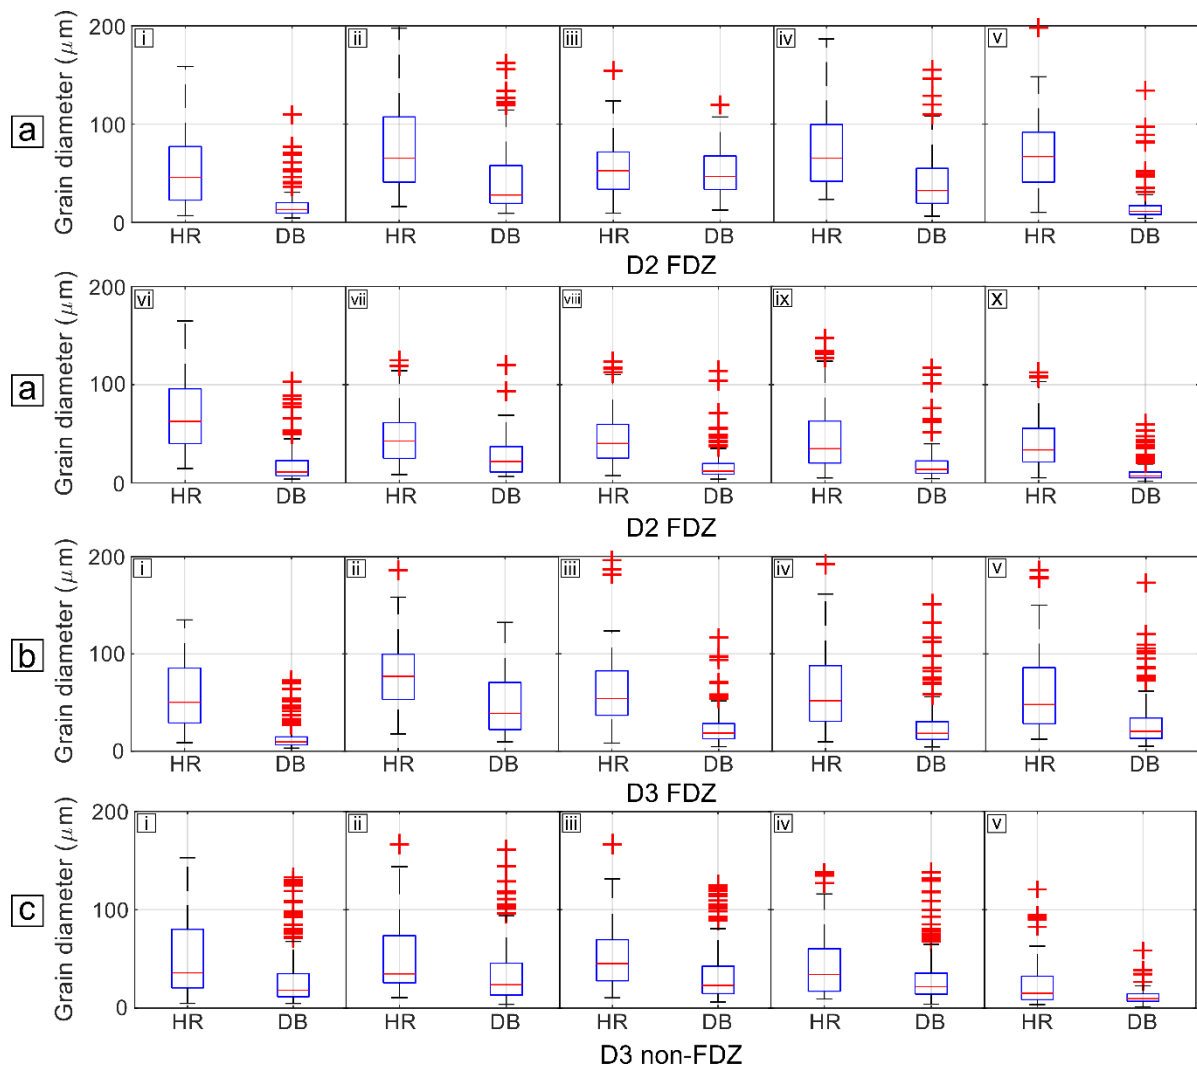 200
i
ii
iii
iv
v
a
Grain diameter (μm)
100
0
HR DB HR DB HR DB HR DB HR DB
D2 FDZ
200
vi
vii
viii
ix
x
a
Grain diameter (μm)
100
0
HR DB HR DB HR DB HR DB HR DB
D2 FDZ
200
i
ii
iii
iv
v
b
Grain diameter (μm)
100
0
HR DB HR DB HR DB HR DB HR DB
D3 FDZ
200
i
ii
iii
iv
v
c
Grain diameter (μm)
100
0
HR DB HR DB HR DB HR DB HR DB
D3 non-FDZ